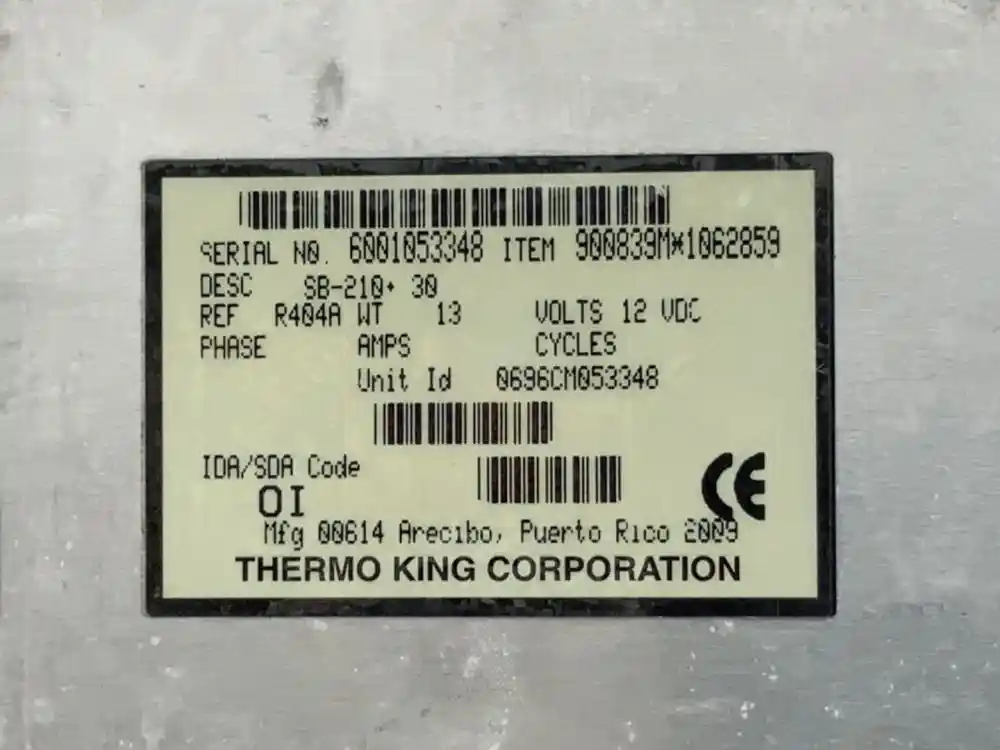 SERIAL NO. 6001053348 ITEM 900839M*1062859
DESC SB-210+ 30
REF R404A WT 13 VOLTS 12 VDC
PHASE AMPS CYCLES
Unit Id 0696CM053348
IDA/SDA Code
OI
CE
Mfg 00614 Arecibo, Puerto Rico 2009
THERMO KING CORPORATION